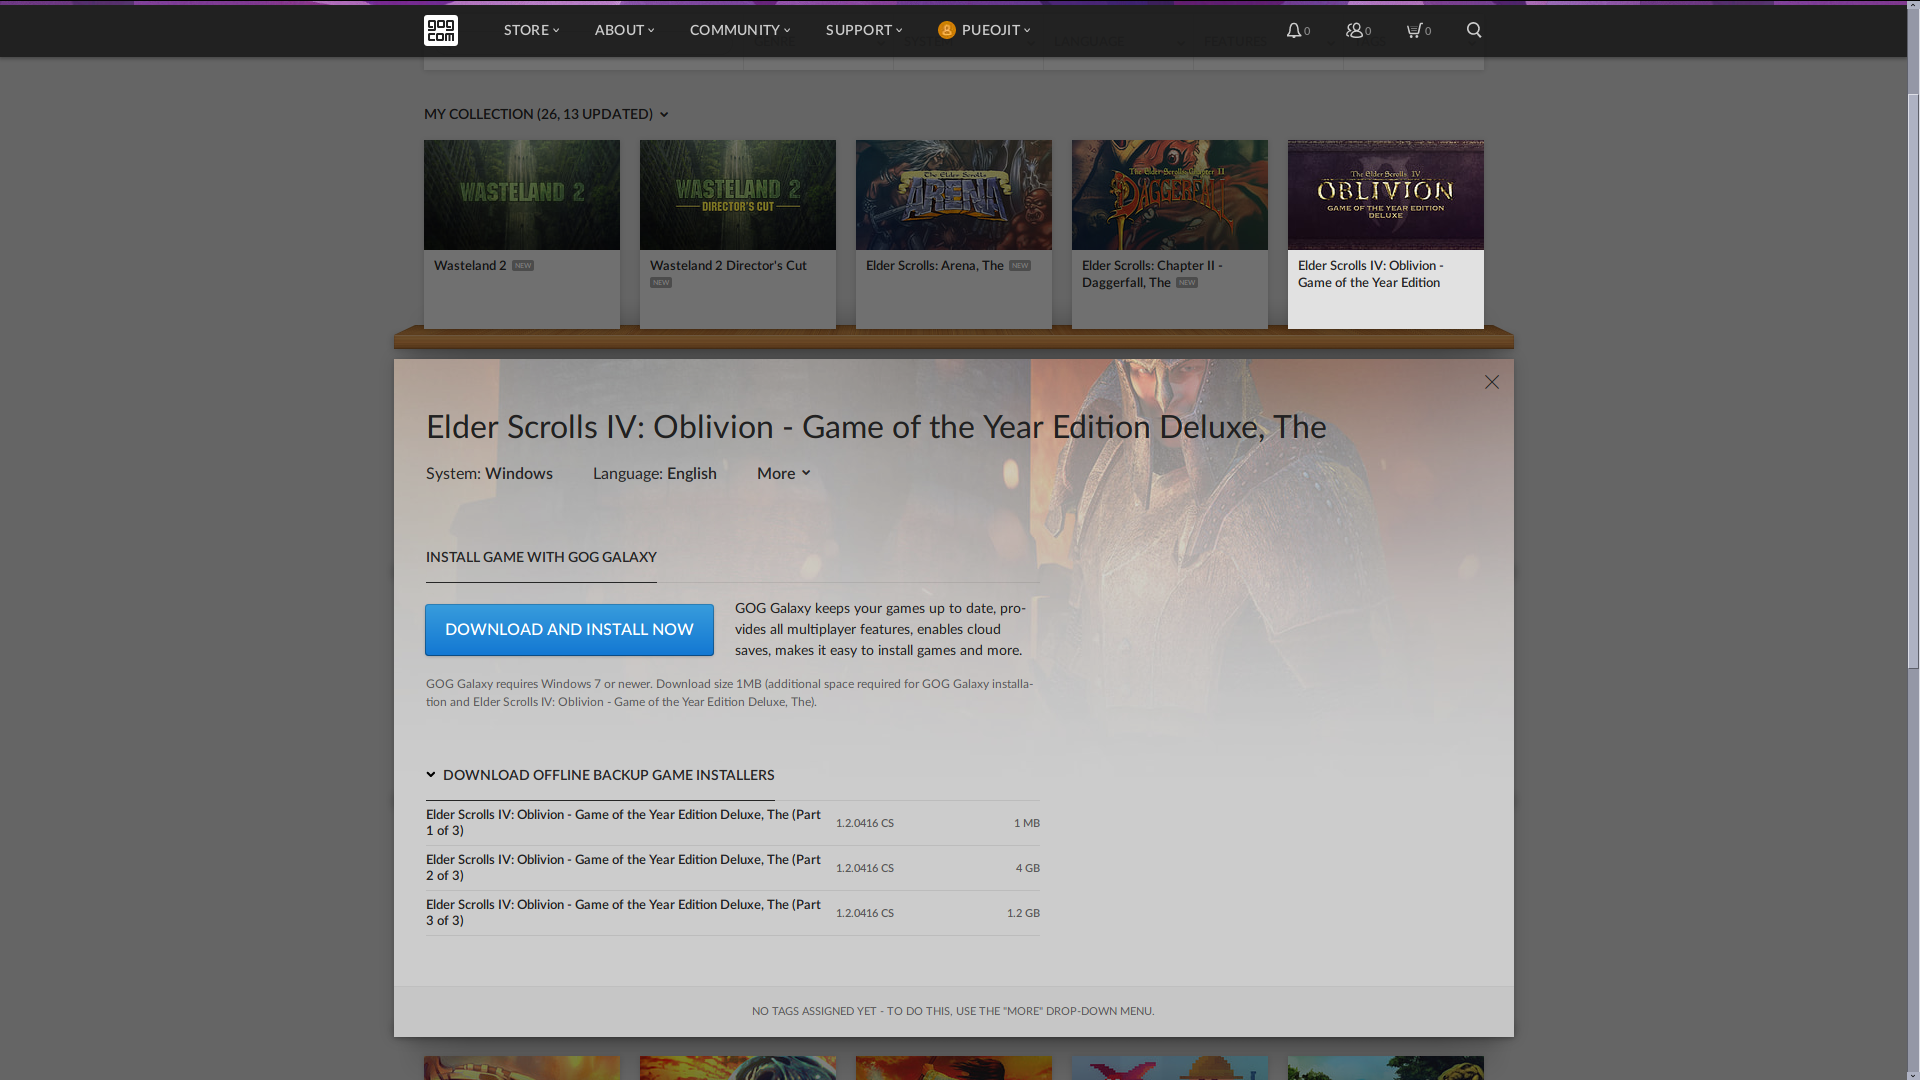 gog
com
STORE
ABOUT
COMMUNITY
SUPPORT
PUEOJIT
0
0
0
MY COLLECTION (26, 13 UPDATED)
WASTELAND 2
WASTELAND 2
DIRECTOR'S CUT
The Elder Scrolls
ARENA
The Elder Scrolls Chapter II
DAGGERFALL
The Elder Scrolls IV
OBLIVION
GAME OF THE YEAR EDITION
DELUXE
Wasteland 2 NEW
Wasteland 2 Director's Cut
NEW
Elder Scrolls: Arena, The NEW
Elder Scrolls: Chapter II -
Daggerfall, The NEW
Elder Scrolls IV: Oblivion -
Game of the Year Edition
Elder Scrolls IV: Oblivion - Game of the Year Edition Deluxe, The
System: Windows
Language: English
More
INSTALL GAME WITH GOG GALAXY
DOWNLOAD AND INSTALL NOW
GOG Galaxy keeps your games up to date, pro-
vides all multiplayer features, enables cloud
saves, makes it easy to install games and more.
GOG Galaxy requires Windows 7 or newer. Download size 1MB (additional space required for GOG Galaxy installa-
tion and Elder Scrolls IV: Oblivion - Game of the Year Edition Deluxe, The).
DOWNLOAD OFFLINE BACKUP GAME INSTALLERS
Elder Scrolls IV: Oblivion - Game of the Year Edition Deluxe, The (Part
1 of 3)
1.2.0416 CS
1 MB
Elder Scrolls IV: Oblivion - Game of the Year Edition Deluxe, The (Part
2 of 3)
1.2.0416 CS
4 GB
Elder Scrolls IV: Oblivion - Game of the Year Edition Deluxe, The (Part
3 of 3)
1.2.0416 CS
1.2 GB
NO TAGS ASSIGNED YET - TO DO THIS, USE THE "MORE" DROP-DOWN MENU.